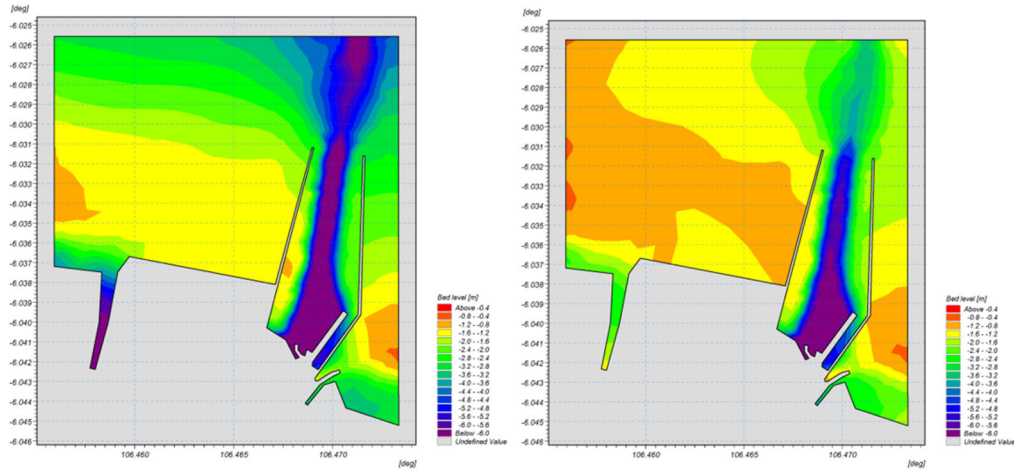 [deg]
-6.025
-6.026
-6.027
-6.028
-6.029
-6.030
-6.031
-6.033
-6.034
-6.035
-6.036
-6.037
-6.038
-6.040
-6.041
-6.042
-6.043
-6.044
-6.045
-6.046
106.460
106.465
106.470
[deg]
Bed level [m]
Above -0.4
-0.8 - -0.4
-1.2 - -0.8
-1.6 - -1.2
-2.0 - -1.6
-2.4 - -2.0
-2.8 - -2.4
-3.2 - -2.8
-3.6 - -3.2
-4.0 - -3.6
-4.4 - -4.0
-4.8 - -4.4
-5.2 - -4.8
-5.6 - -5.2
-6.0 - -5.6
Below -6.0
Undefined Value
[deg]
-6.025
-6.026
-6.027
-6.028
-6.029
-6.030
-6.031
-6.033
-6.034
-6.035
-6.036
-6.037
-6.038
-6.040
-6.041
-6.042
-6.043
-6.044
-6.045
-6.046
106.460
106.465
106.470
[deg]
Bed level [m]
Above -0.4
-0.8 - -0.4
-1.2 - -0.8
-1.6 - -1.2
-2.0 - -1.6
-2.4 - -2.0
-2.8 - -2.4
-3.2 - -2.8
-3.6 - -3.2
-4.0 - -3.6
-4.4 - -4.0
-4.8 - -4.4
-5.2 - -4.8
-5.6 - -5.2
-6.0 - -5.6
Below -6.0
Undefined Value